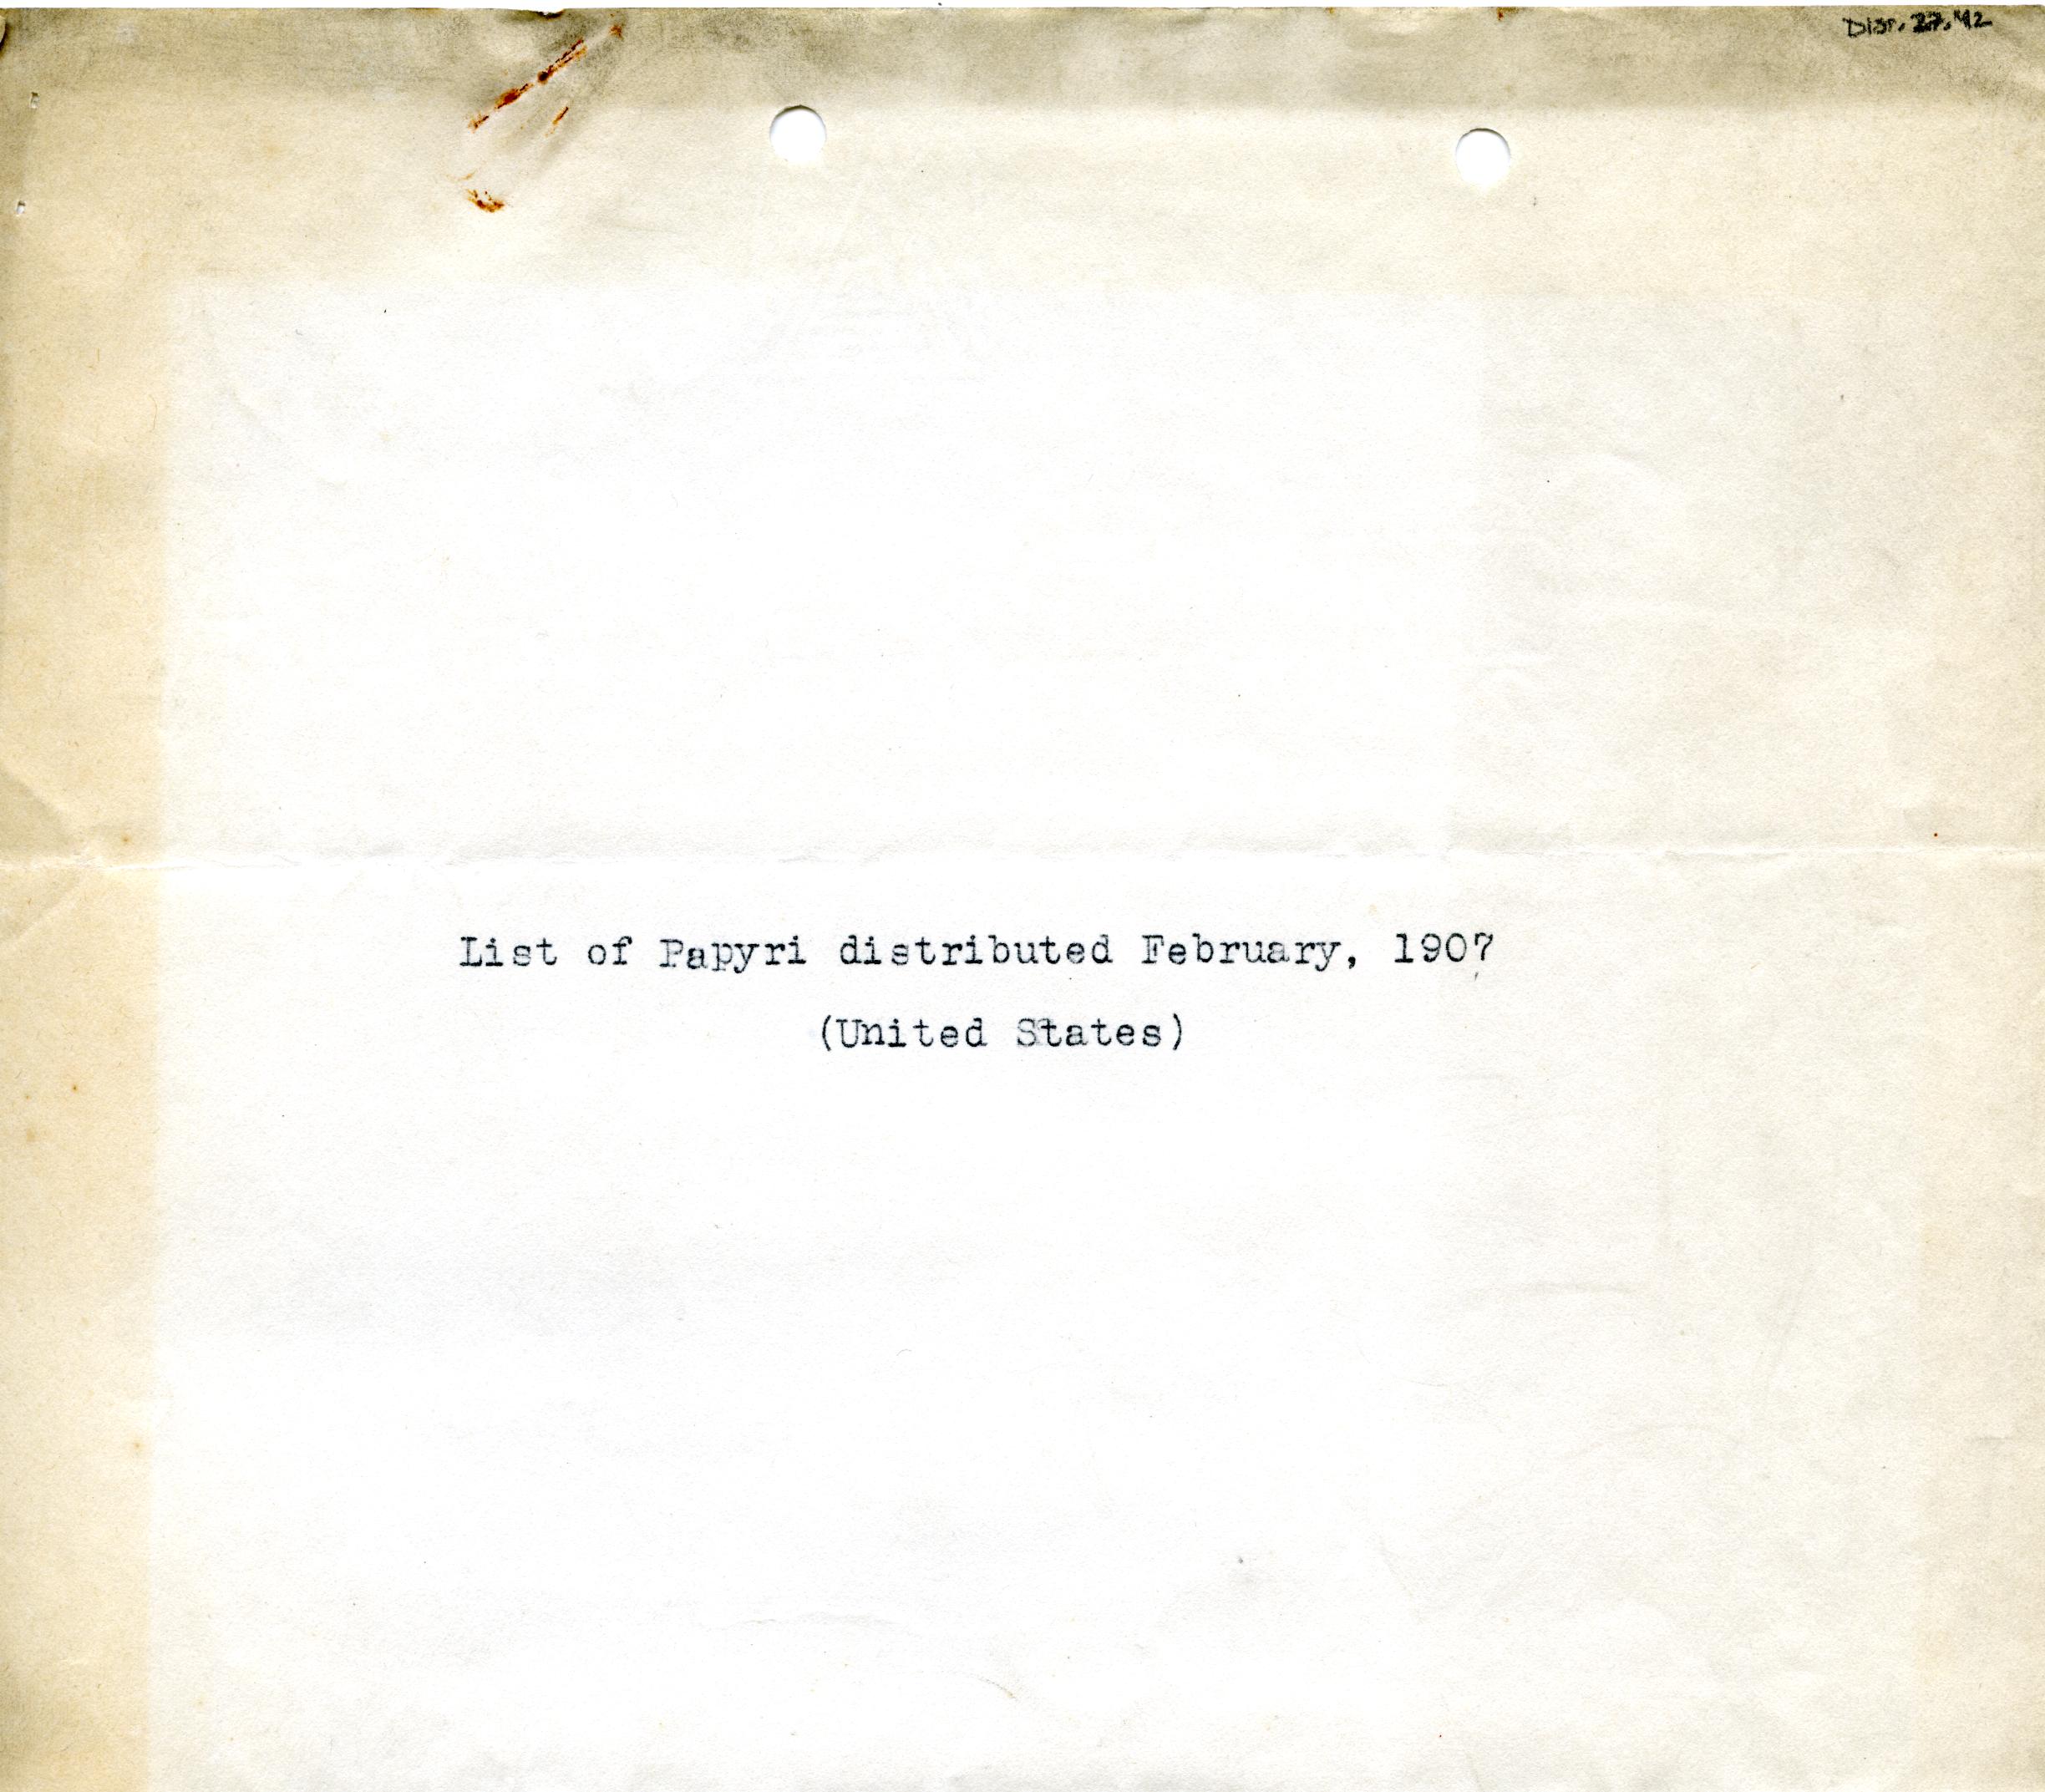 DIST. 27.42
List of Papyri distributed February, 1907
(United States)